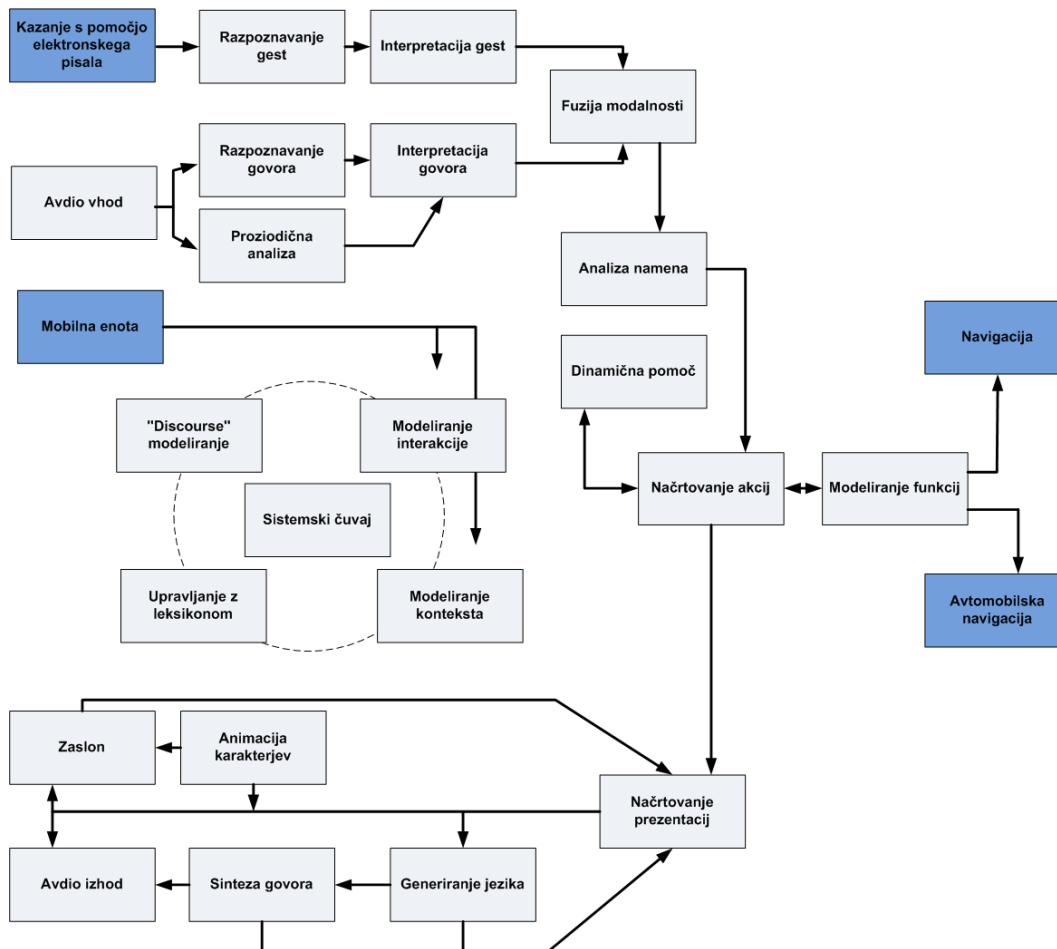 Kazanje s pomočjo
elektronskega
pisala
Razpoznavanje
gest
Interpretacija gest
Fuzija modalnosti
Razpoznavanje
govora
Interpretacija
govora
Avdio vhod
Proziodična
analiza
Analiza namena
Mobilna enota
Navigacija
Dinamična pomoč
"Discourse"
modeliranje
Modeliranje
interakcije
Načrtovanje akcij
Modeliranje funkcij
Sistemski čuvaj
Upravljanje z
leksikonom
Modeliranje
konteksta
Avtomobilska
navigacija
Zaslon
Animacija
karakterjev
Načrtovanje
prezentacij
Avdio izhod
Sinteza govora
Generiranje jezika